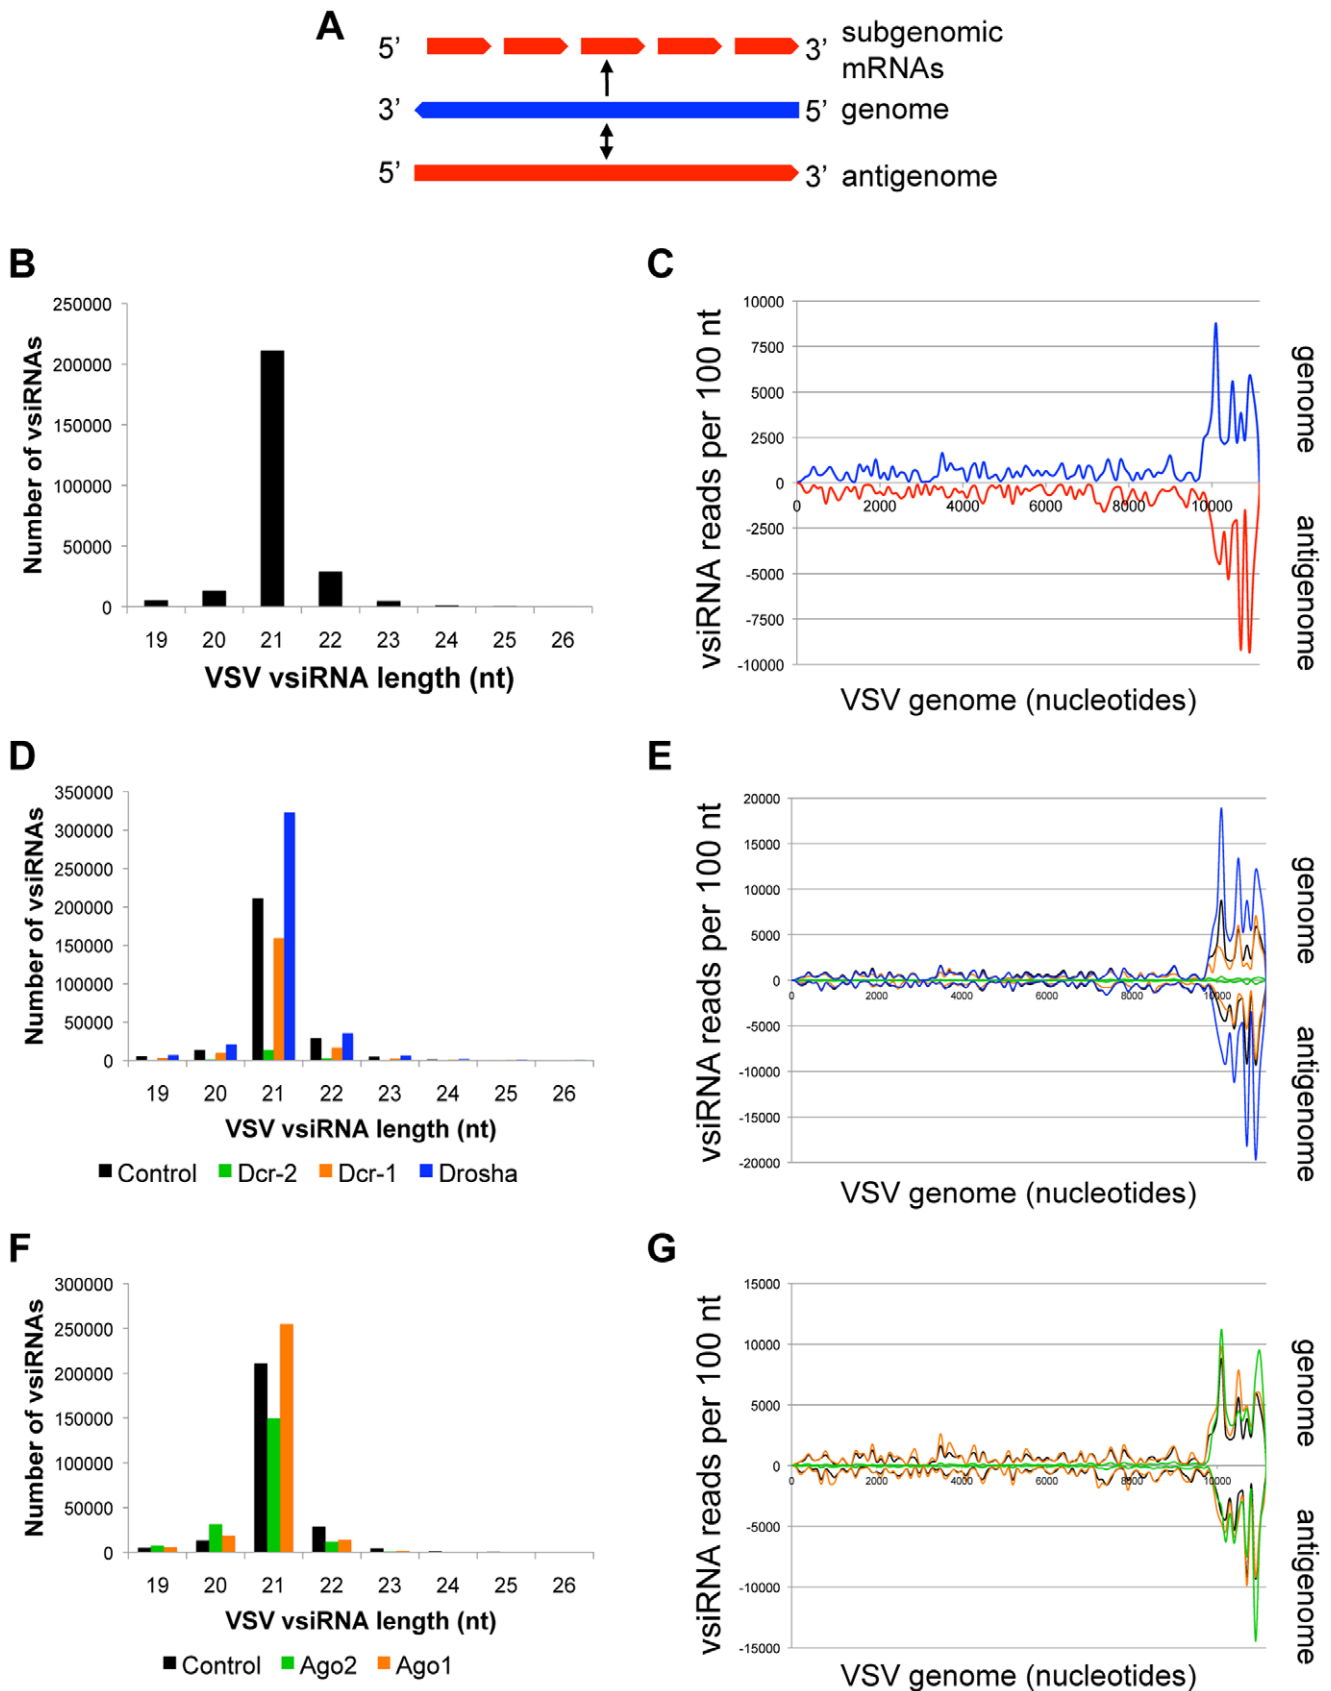 A
5’ 3’ subgenomic
mRNAs
3’ 5’ genome
5’ 3’ antigenome
B
Number of vsiRNAs
250000
200000
150000
100000
50000
0
19 20 21 22 23 24 25 26
VSV vsiRNA length (nt)
C
vsiRNA reads per 100 nt
10000
7500
5000
2500
0
-2500
-5000
-7500
-10000
0 2000 4000 6000 8000 10000
genome
antigenome
VSV genome (nucleotides)
D
Number of vsiRNAs
350000
300000
250000
200000
150000
100000
50000
0
19 20 21 22 23 24 25 26
VSV vsiRNA length (nt)
Control Dcr-2 Dcr-1 Drosha
E
vsiRNA reads per 100 nt
20000
15000
10000
5000
0
-5000
-10000
-15000
-20000
0 2000 4000 6000 8000 10000
genome
antigenome
VSV genome (nucleotides)
F
Number of vsiRNAs
300000
250000
200000
150000
100000
50000
0
19 20 21 22 23 24 25 26
VSV vsiRNA length (nt)
Control Ago2 Ago1
G
vsiRNA reads per 100 nt
15000
10000
5000
0
-5000
-10000
-15000
0 2000 4000 6000 8000 10000
genome
antigenome
VSV genome (nucleotides)